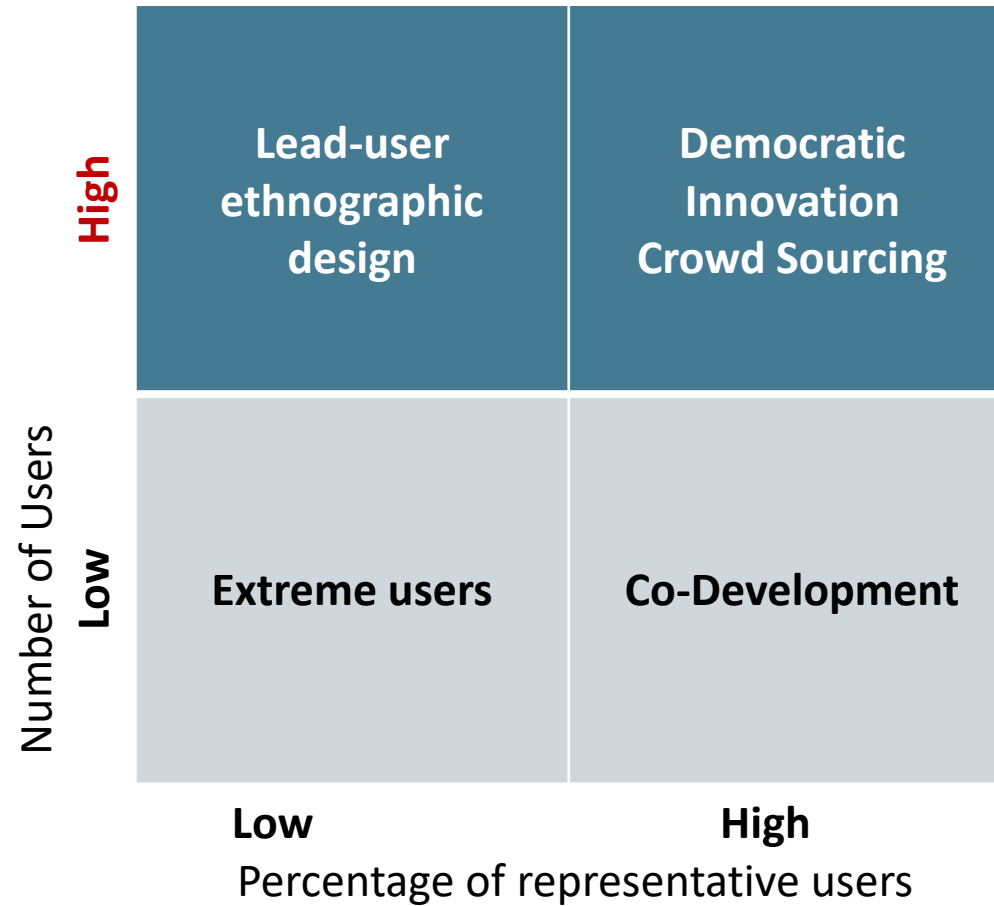 High
Lead-user
ethnographic
design
Democratic
Innovation
Crowd Sourcing
Number of Users
Low
Extreme users
Co-Development
Low
High
Percentage of representative users